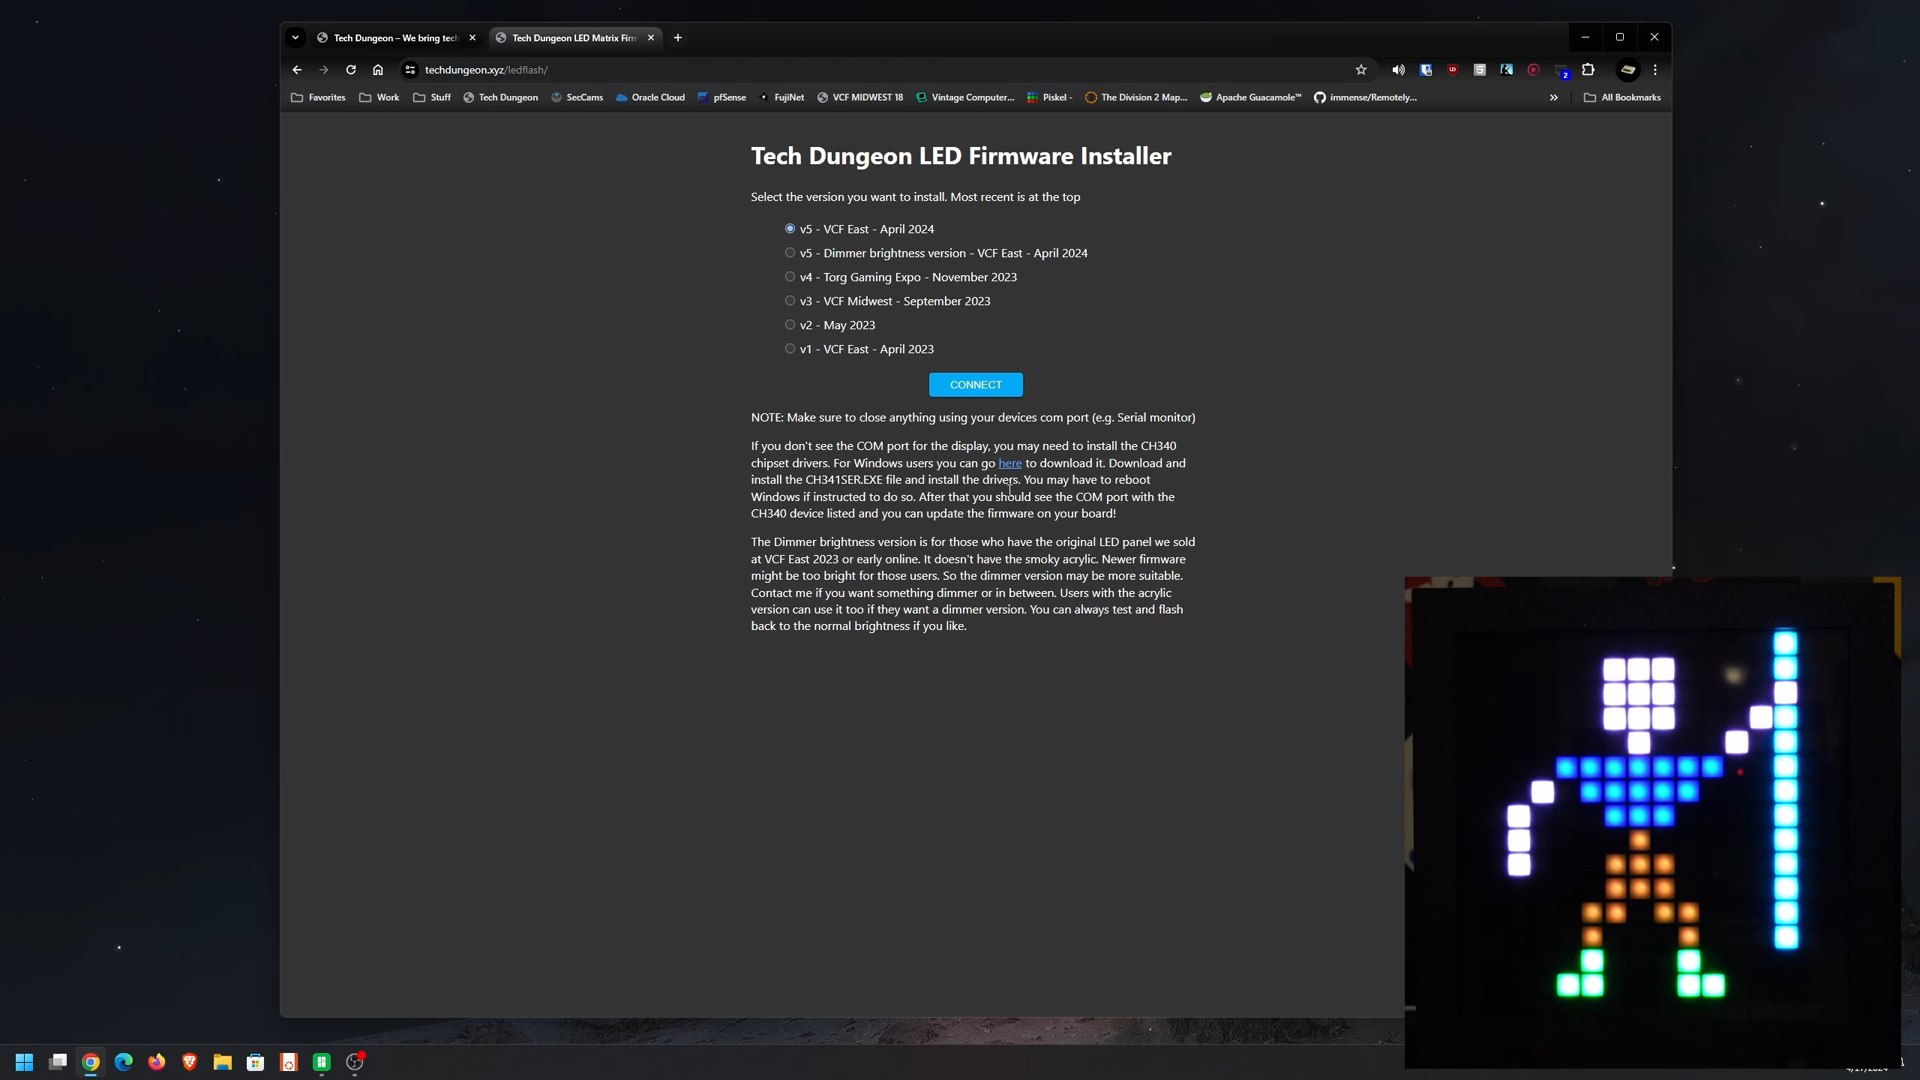 Tech Dungeon – We bring tech
Tech Dungeon LED Matrix Firm
techdungeon.xyz/ledflash/
2
Favorites
Work
Stuff
Tech Dungeon
SecCams
Oracle Cloud
pfSense
FujiNet
VCF MIDWEST 18
Vintage Computer...
Piskel -
The Division 2 Map...
Apache Guacamole™
immense/Remotely...
All Bookmarks
Tech Dungeon LED Firmware Installer
Select the version you want to install. Most recent is at the top
v5 - VCF East - April 2024
v5 - Dimmer brightness version - VCF East - April 2024
v4 - Torg Gaming Expo - November 2023
v3 - VCF Midwest - September 2023
v2 - May 2023
v1 - VCF East - April 2023
CONNECT
NOTE: Make sure to close anything using your devices com port (e.g. Serial monitor)
If you don't see the COM port for the display, you may need to install the CH340
chipset drivers. For Windows users you can go here to download it. Download and
install the CH341SER.EXE file and install the drivers. You may have to reboot
Windows if instructed to do so. After that you should see the COM port with the
CH340 device listed and you can update the firmware on your board!
The Dimmer brightness version is for those who have the original LED panel we sold
at VCF East 2023 or early online. It doesn't have the smoky acrylic. Newer firmware
might be too bright for those users. So the dimmer version may be more suitable.
Contact me if you want something dimmer or in between. Users with the acrylic
version can use it too if they want a dimmer version. You can always test and flash
back to the normal brightness if you like.